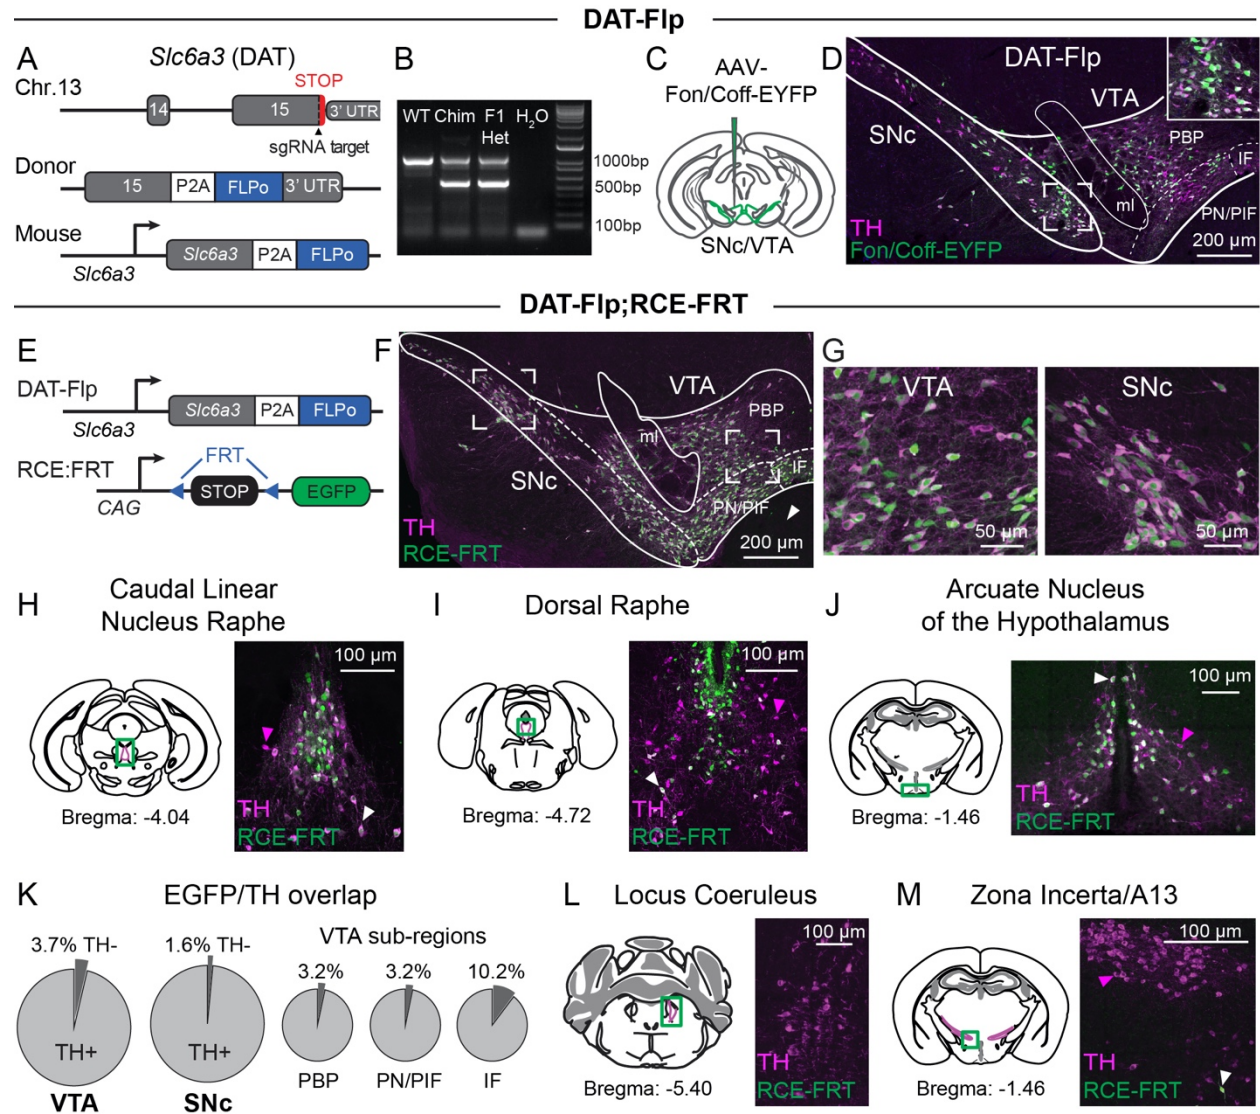 DAT-Flp
A
Slc6a3 (DAT)
Chr.13
STOP
14
15
3' UTR
sgRNA target
Donor
15
P2A
FLPo
3' UTR
Mouse
Slc6a3
Slc6a3
P2A
FLPo
B
WT
Chim
F1
Het
H2O
1000bp
500bp
100bp
C
AAV-
Fon/Coff-EYFP
SNc/VTA
D
DAT-Flp
VTA
SNc
PBP
IF
ml
PN/PIF
TH
Fon/Coff-EYFP
200 µm
DAT-Flp;RCE-FRT
E
DAT-Flp
Slc6a3
Slc6a3
P2A
FLPo
RCE:FRT
FRT
STOP
EGFP
CAG
F
VTA
PBP
ml
IF
SNc
PN/PIF
TH
RCE-FRT
200 µm
G
VTA
50 µm
SNc
50 µm
H
Caudal Linear
Nucleus Raphe
100 µm
TH
RCE-FRT
Bregma: -4.04
I
Dorsal Raphe
100 µm
TH
RCE-FRT
Bregma: -4.72
J
Arcuate Nucleus
of the Hypothalamus
100 µm
TH
RCE-FRT
Bregma: -1.46
K
EGFP/TH overlap
3.7% TH-
TH+
VTA
1.6% TH-
TH+
SNc
VTA sub-regions
3.2%
3.2%
10.2%
PBP
PN/PIF
IF
L
Locus Coeruleus
100 µm
TH
RCE-FRT
Bregma: -5.40
M
Zona Incerta/A13
100 µm
TH
RCE-FRT
Bregma: -1.46